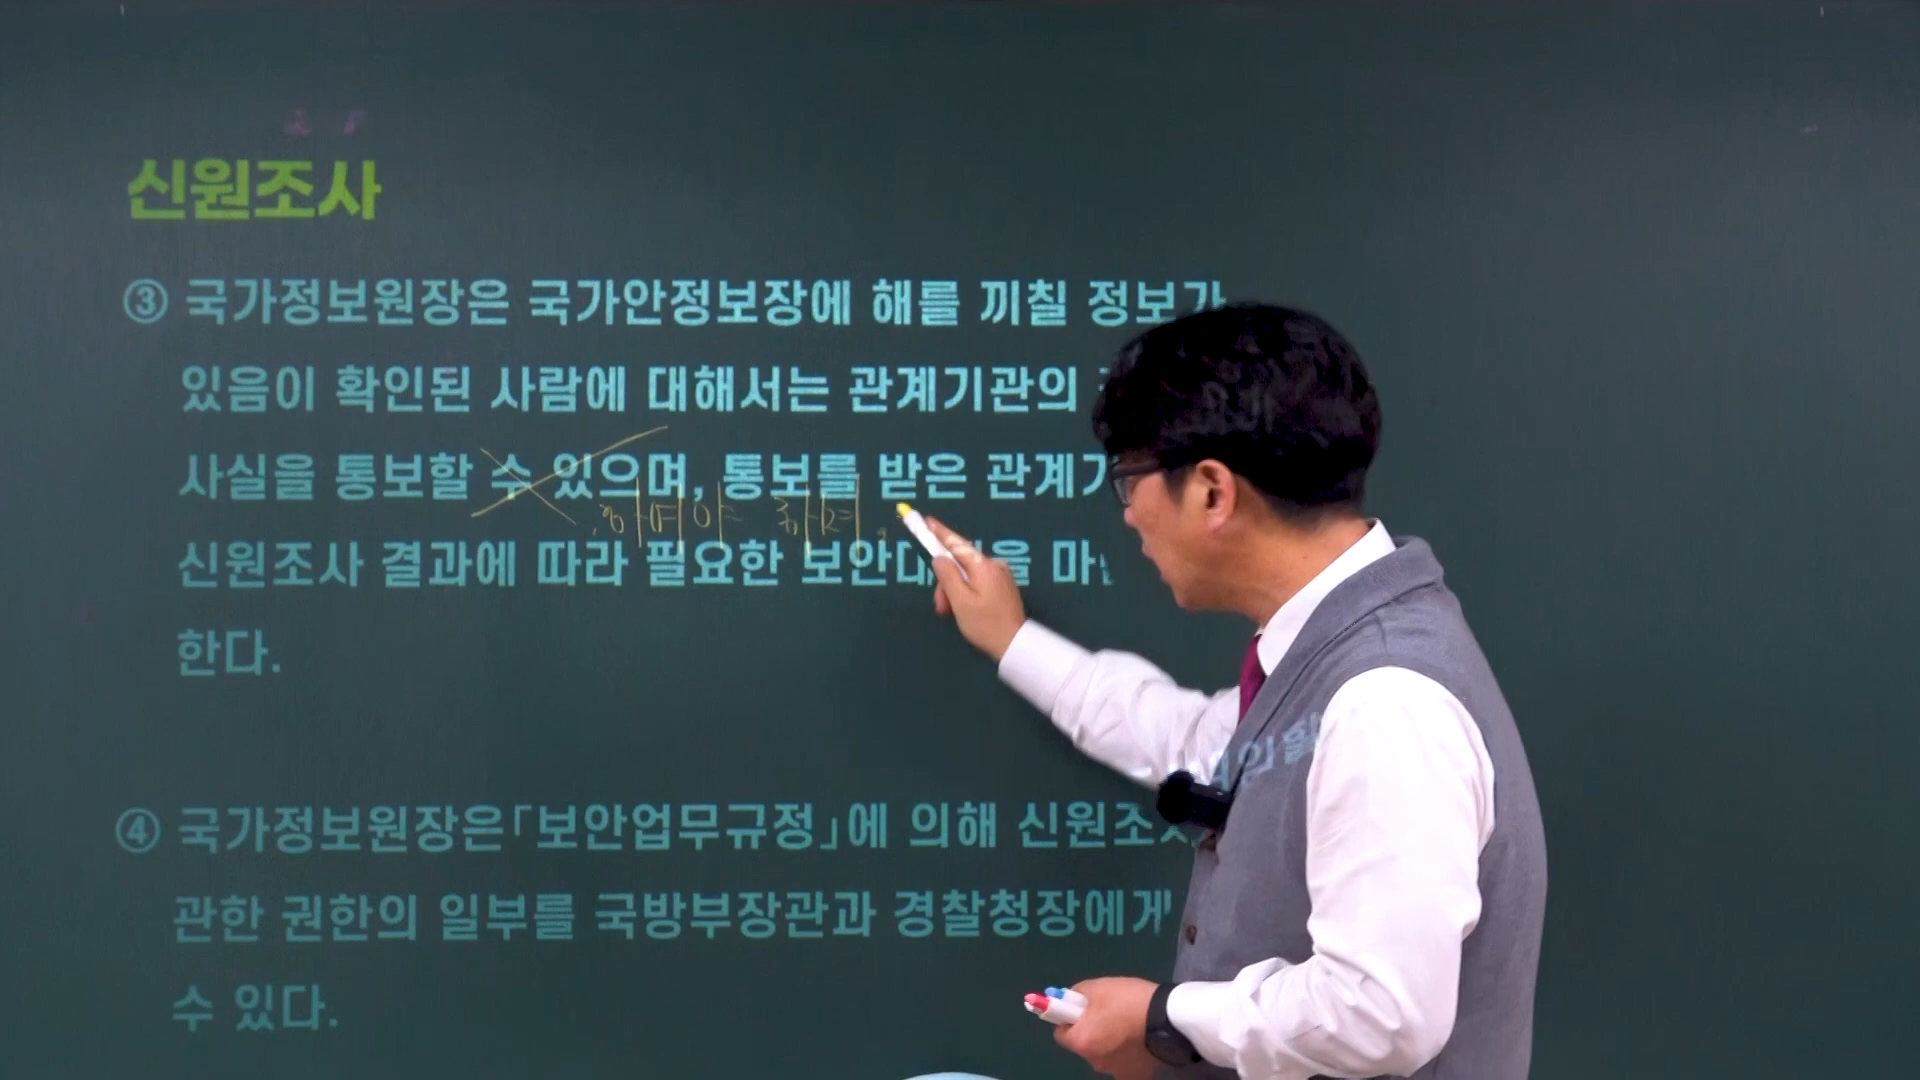 신원조사
③ 국가정보원장은 국가안정보장에 해를 끼칠 정보가
있음이 확인된 사람에 대해서는 관계기관의
사실을 통보할 수 있으며, 통보를 받은 관계기
하여야 하며
신원조사 결과에 따라 필요한 보안대 을 마
한다.
④ 국가정보원장은「보안업무규정」에 의해 신원조사
관한 권한의 일부를 국방부장관과 경찰청장에게
수 있다.